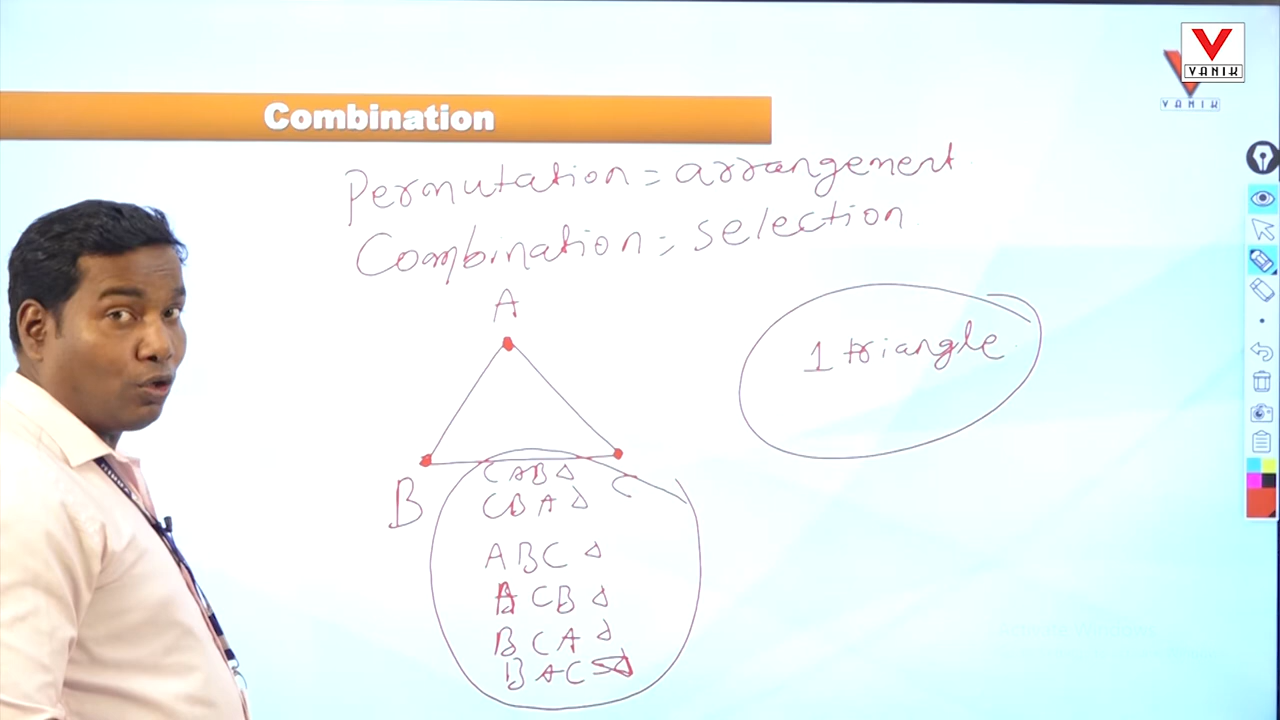 VANIK
VANIK
Combination
Permutation = arrangement
Combination = selection
A
1 triangle
B
C
CAB Δ
CBA Δ
ABC Δ
ACB Δ
BCA Δ
BAC Δ